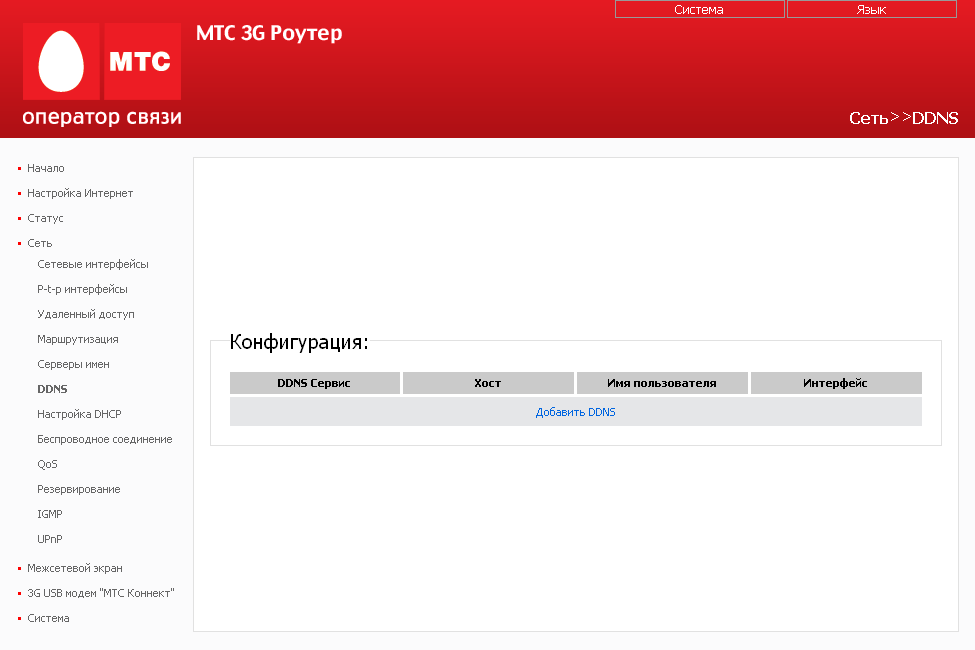 Система
Язык
МТС 3G Роутер
МТС
оператор связи
Сеть>>DDNS
Начало
Настройка Интернет
Статус
Сеть
Сетевые интерфейсы
P-t-p интерфейсы
Удаленный доступ
Маршрутизация
Серверы имен
DDNS
Настройка DHCP
Беспроводное соединение
QoS
Резервирование
IGMP
UPnP
Межсетевой экран
3G USB модем "МТС Коннект"
Система
Конфигурация:
DDNS Сервис Хост Имя пользователя Интерфейс
Добавить DDNS